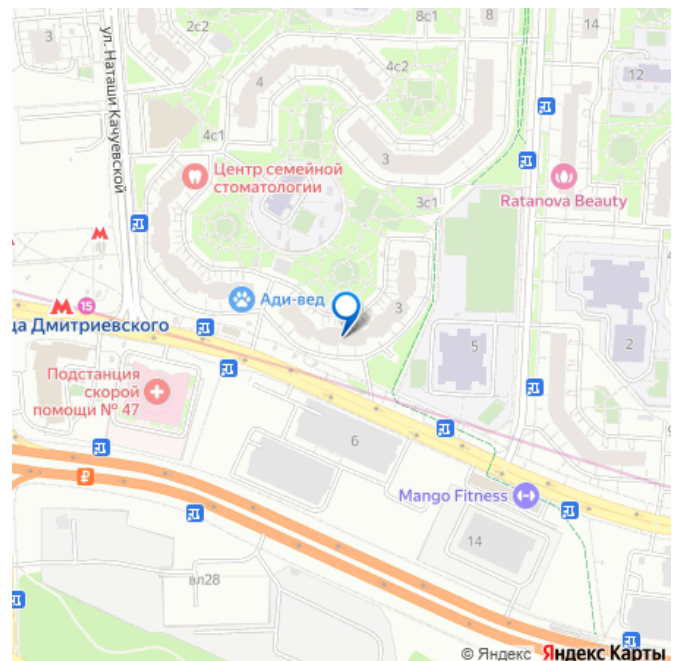 8с1
8
3
2с2
4
4с2
12
ул. Наташи Качуевской
4с1
3
Центр семейной
стоматологии
3с1
Ratanova Beauty
М
М
15
ца Дмитриевского
Ади-вед
3
5
2
Подстанция
скорой
помощи № 47
6
₽
Mango Fitness
14
вл28
© Яндекс Яндекс Карты